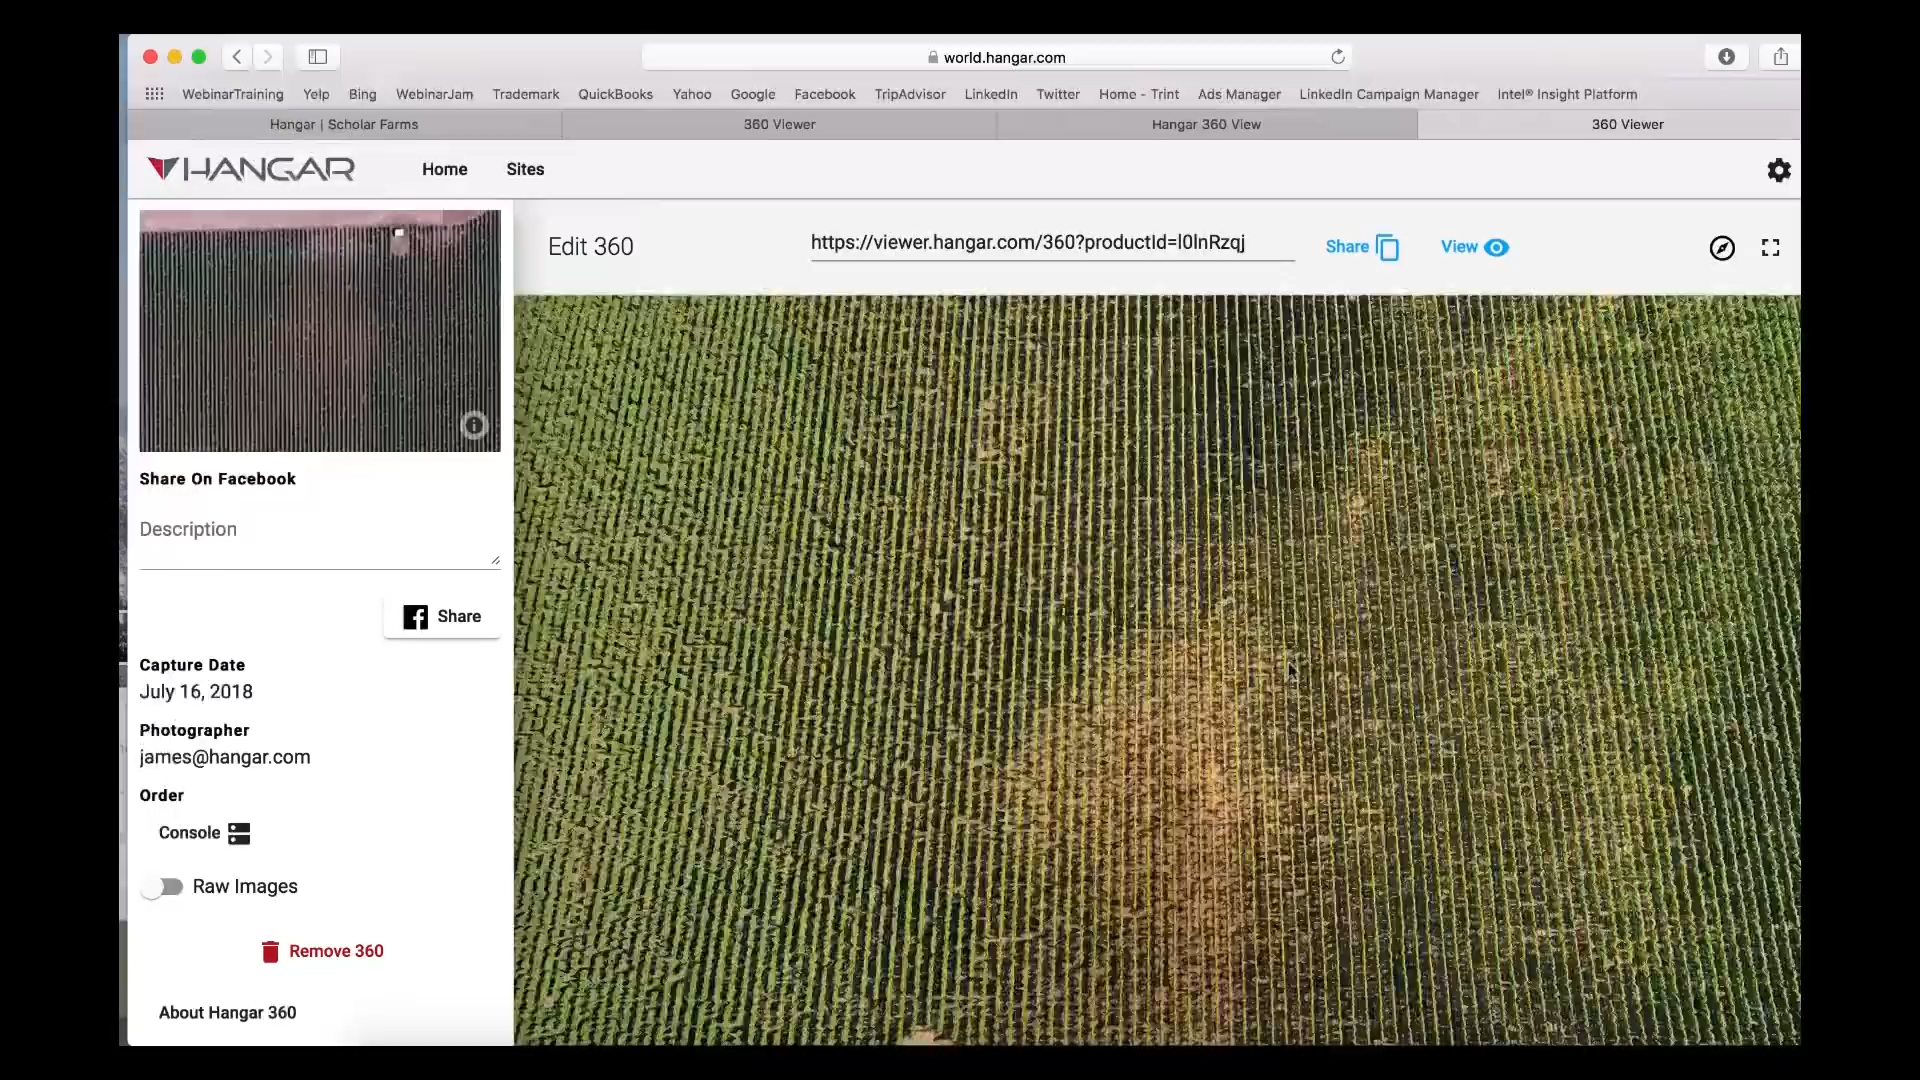 world.hangar.com
WebinarTraining Yelp Bing WebinarJam Trademark QuickBooks Yahoo Google Facebook TripAdvisor LinkedIn Twitter Home - Trint Ads Manager LinkedIn Campaign Manager Intel® Insight Platform
Hangar | Scholar Farms 360 Viewer Hangar 360 View 360 Viewer
HANGAR Home Sites
Edit 360 https://viewer.hangar.com/360?productId=l0lnRzqj Share View
Share On Facebook
Description
Share
Capture Date
July 16, 2018
Photographer
james@hangar.com
Order
Console
Raw Images
Remove 360
About Hangar 360